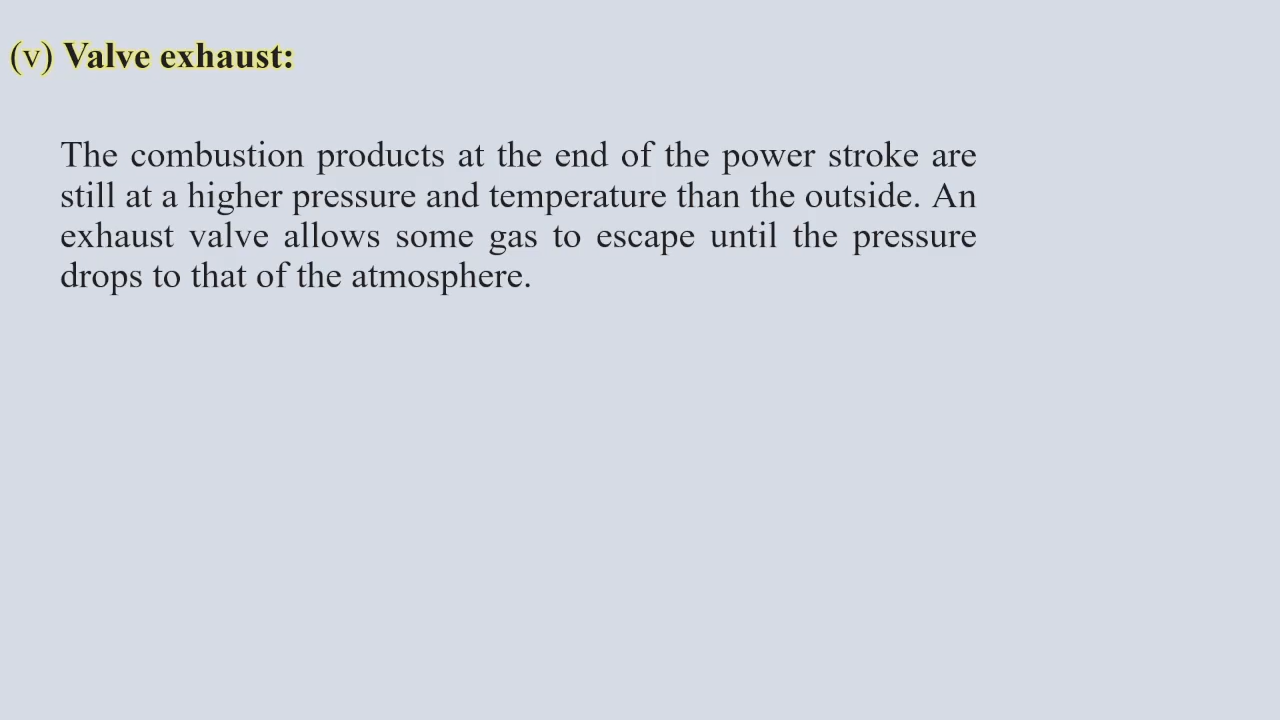 (v) Valve exhaust:
The combustion products at the end of the power stroke are
still at a higher pressure and temperature than the outside. An
exhaust valve allows some gas to escape until the pressure
drops to that of the atmosphere.